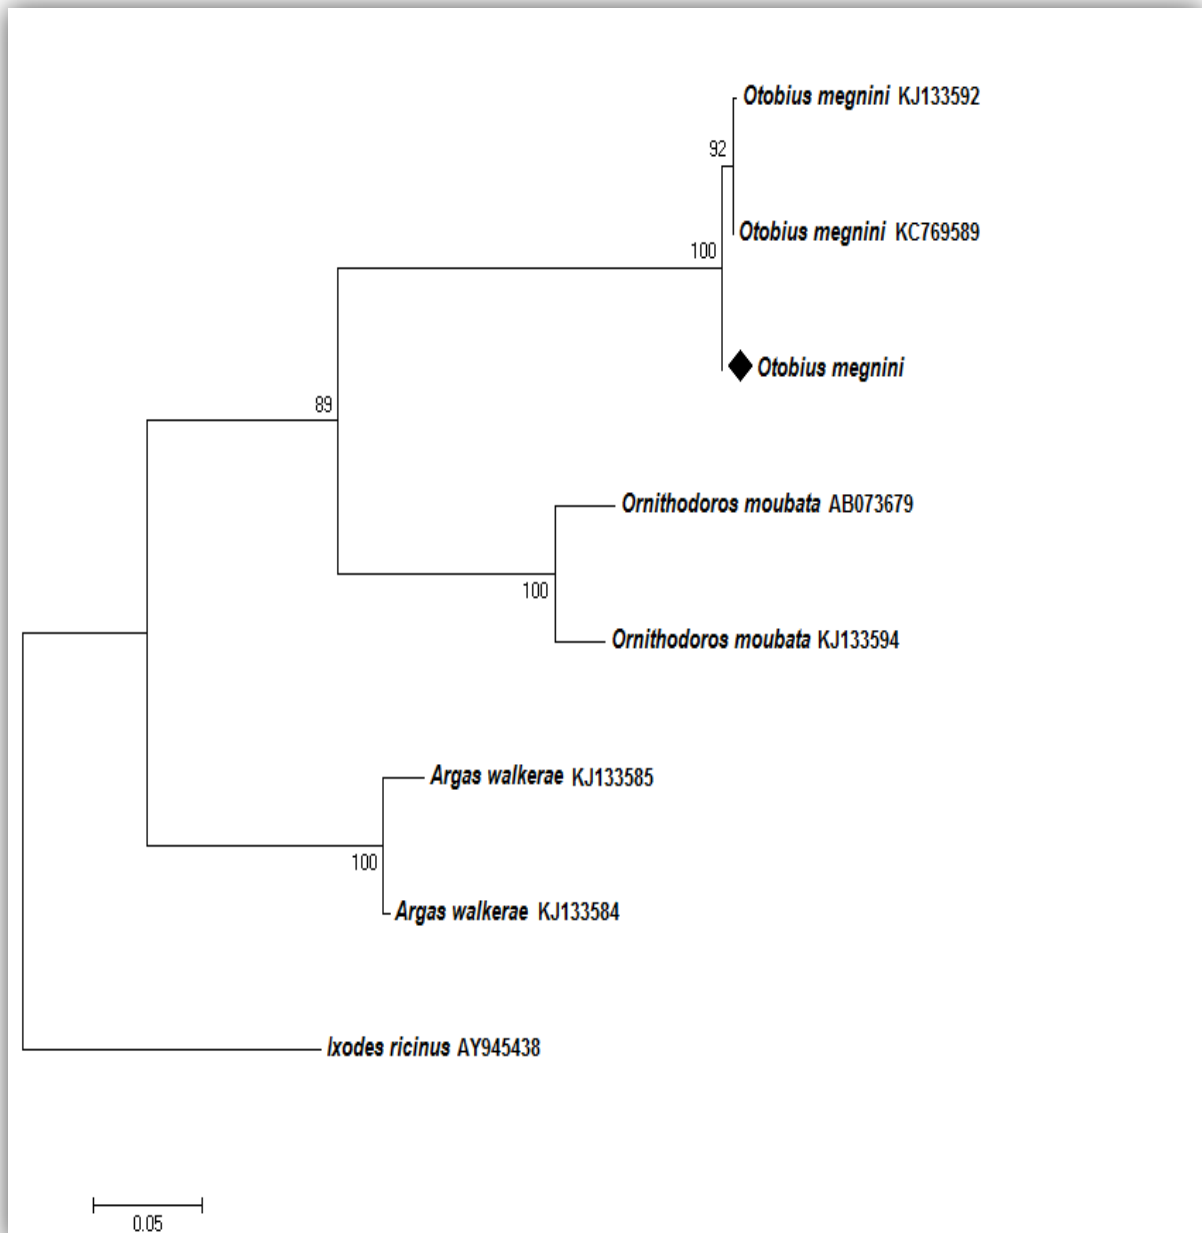 Otobius megnini KJ133592
92
Otobius megnini KC769589
100
Otobius megnini
89
Ornithodoros moubata AB073679
100
Ornithodoros moubata KJ133594
Argas walkerae KJ133585
100
Argas walkerae KJ133584
Ixodes ricinus AY945438
0.05